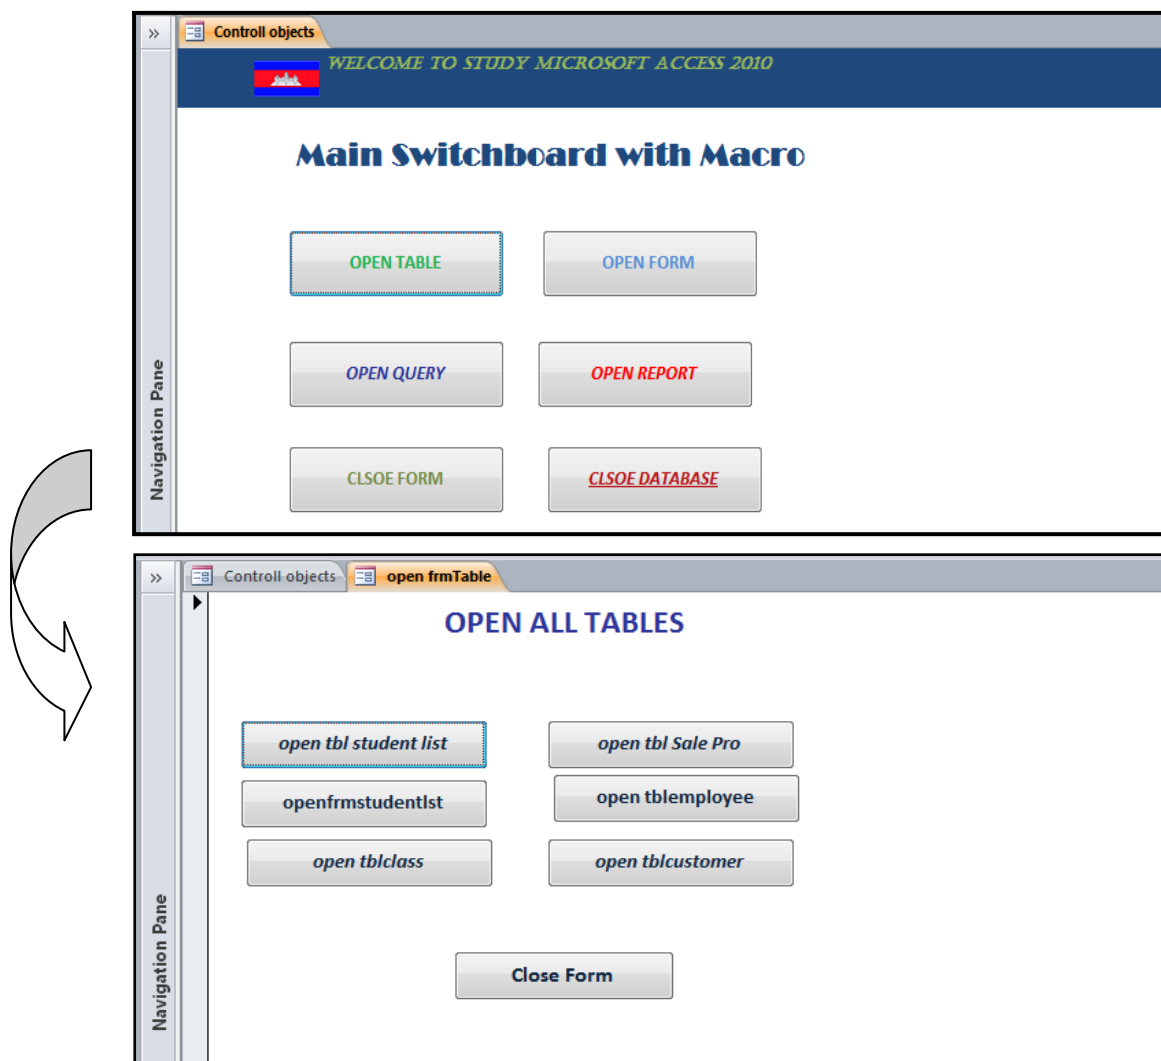 » Controll objects
WELCOME TO STUDY MICROSOFT ACCESS 2010
Main Switchboard with Macro
OPEN TABLE OPEN FORM
OPEN QUERY OPEN REPORT
CLSOE FORM CLSOE DATABASE
Navigation Pane
» Controll objects open frmTable
OPEN ALL TABLES
open tbl student list open tbl Sale Pro
openfrmstudentlst open tblemployee
open tblclass open tblcustomer
Close Form
Navigation Pane